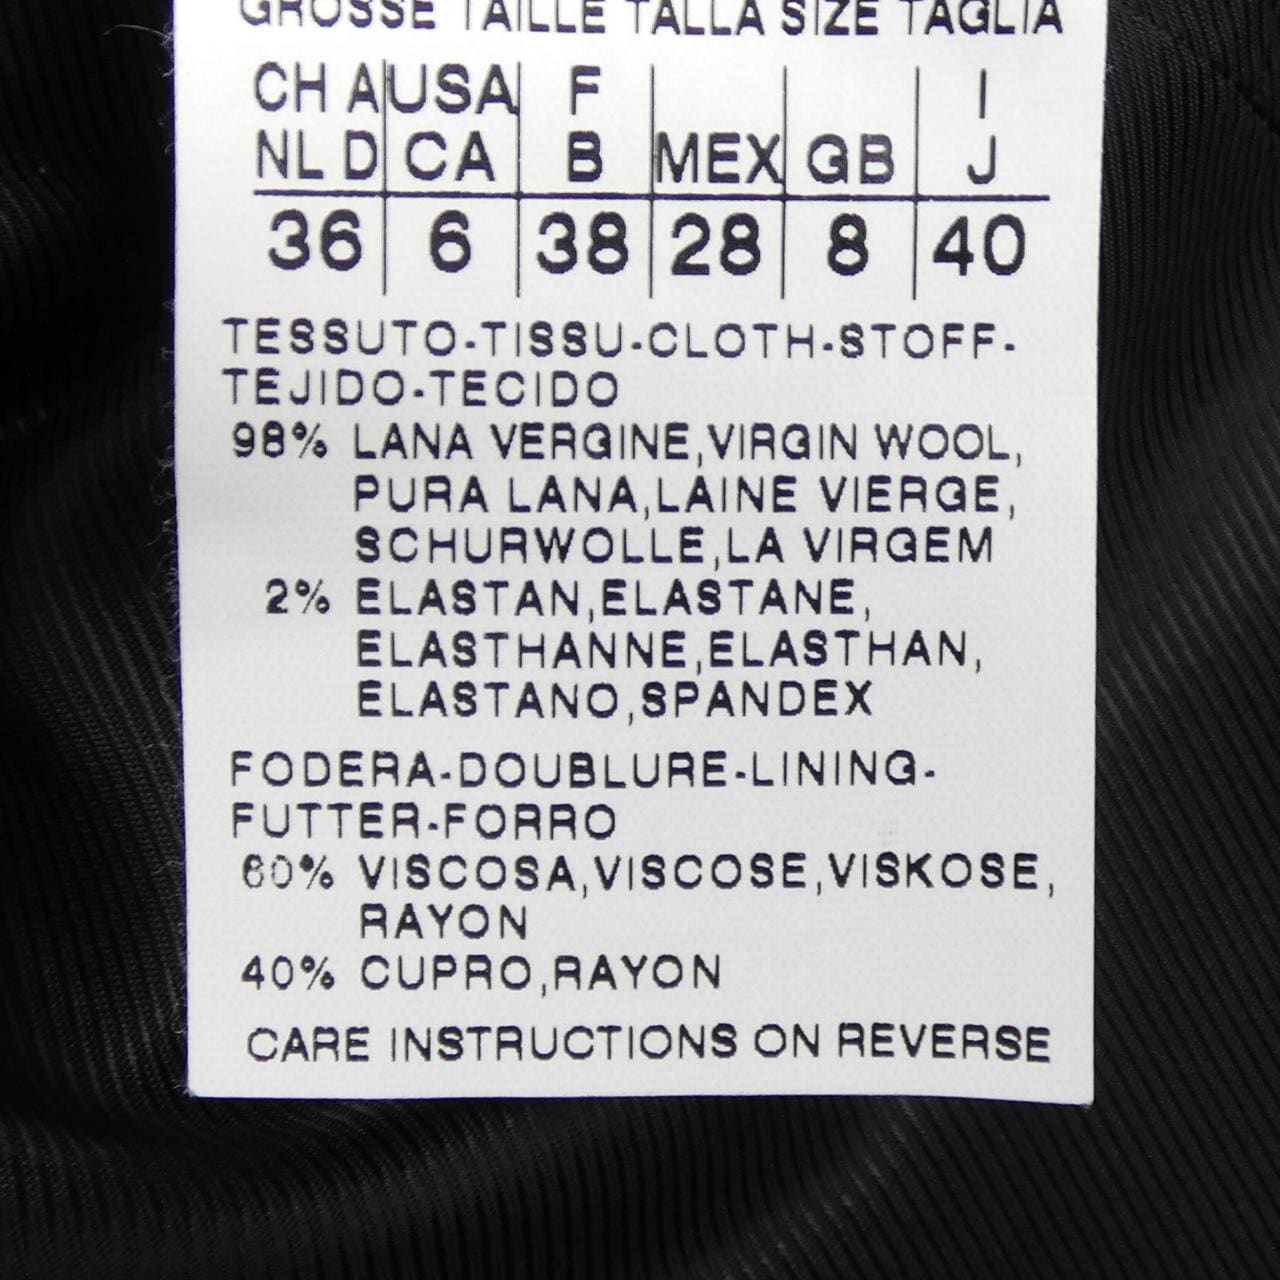 GROSSE TAILLE TALLA SIZE TAGLIA
CH A USA F I
NL D CA B MEX GB J
36 6 38 28 8 40
TESSUTO-TISSU-CLOTH-STOFF-
TEJIDO-TECIDO
98% LANA VERGINE,VIRGIN WOOL,
PURA LANA,LAINE VIERGE,
SCHURWOLLE,LA VIRGEM
2% ELASTAN,ELASTANE,
ELASTHANNE,ELASTHAN,
ELASTANO,SPANDEX
FODERA-DOUBLURE-LINING-
FUTTER-FORRO
60% VISCOSA,VISCOSE,VISKOSE,
RAYON
40% CUPRO,RAYON
CARE INSTRUCTIONS ON REVERSE